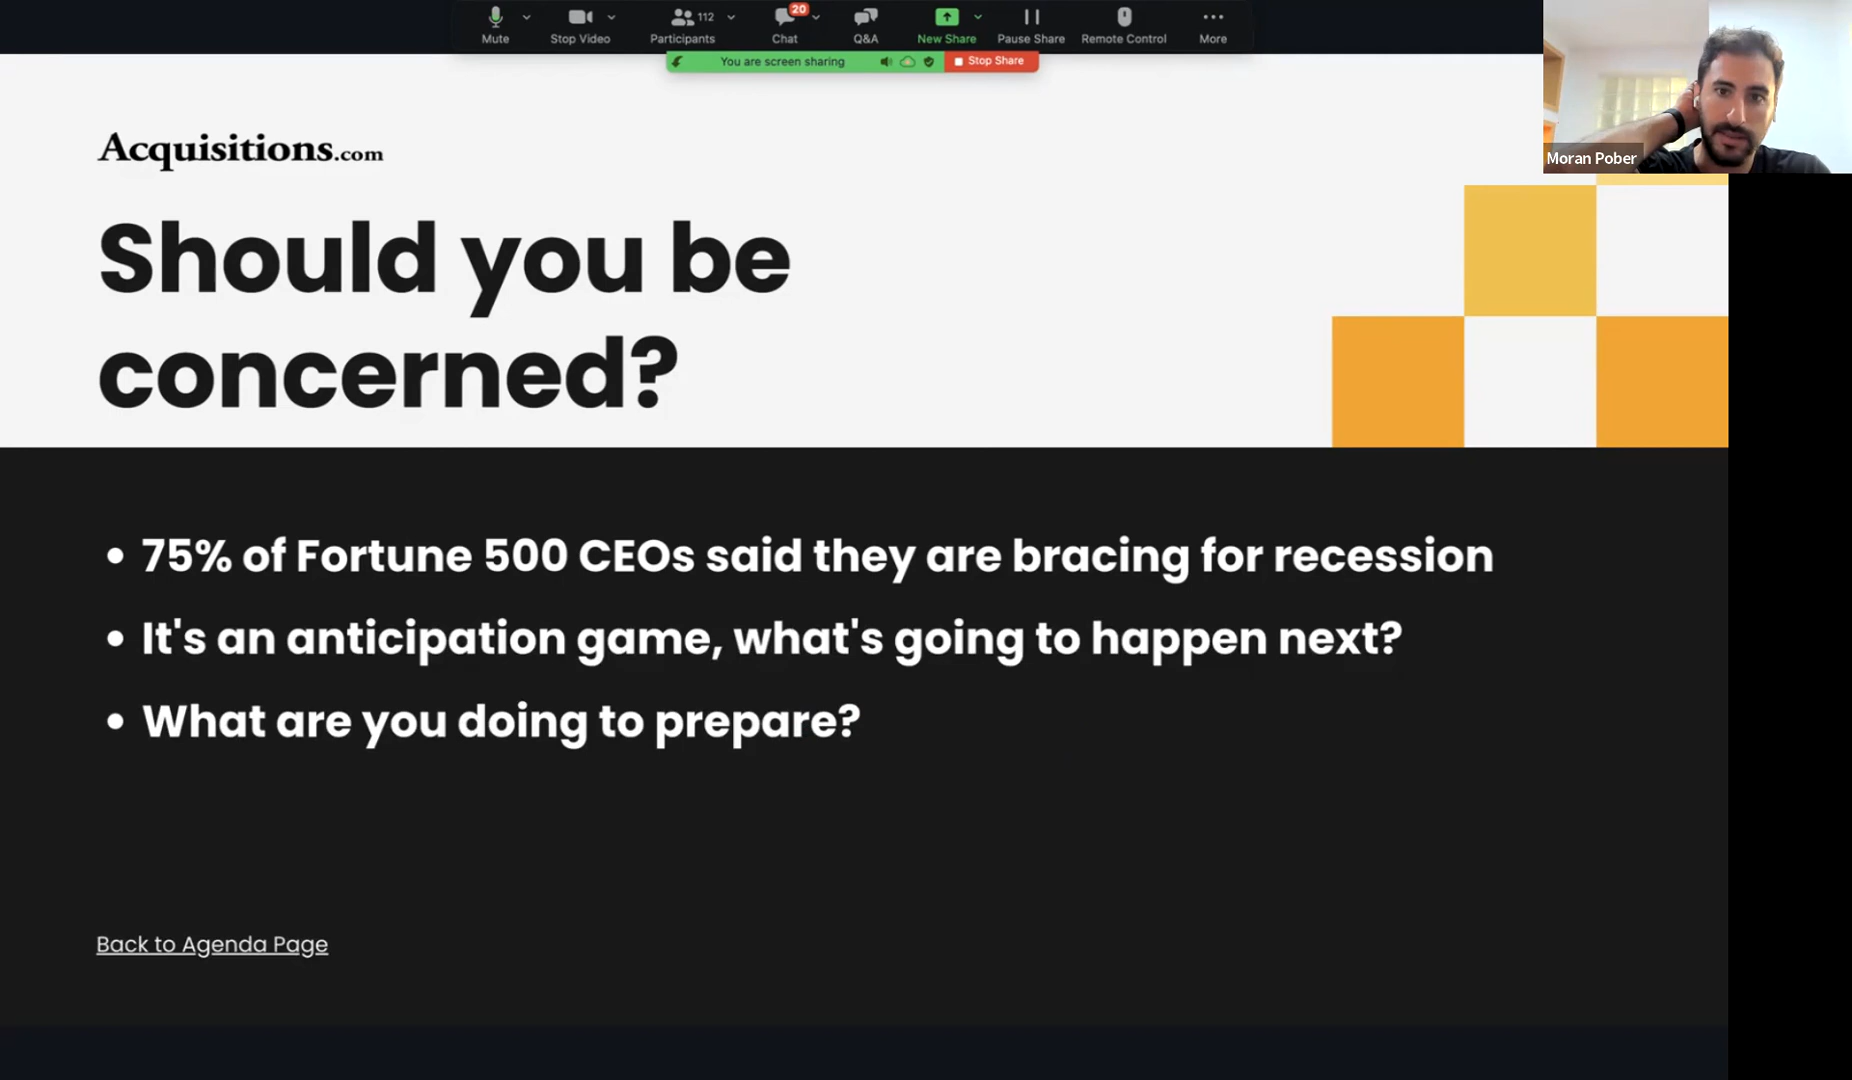 112
20
Mute
Stop Video
Participants
Chat
Q&A
New Share
Pause Share
Remote Control
More
You are screen sharing
Stop Share
Moran Pober
Acquisitions.com
Should you be
concerned?
• 75% of Fortune 500 CEOs said they are bracing for recession
• It's an anticipation game, what's going to happen next?
• What are you doing to prepare?
Back to Agenda Page